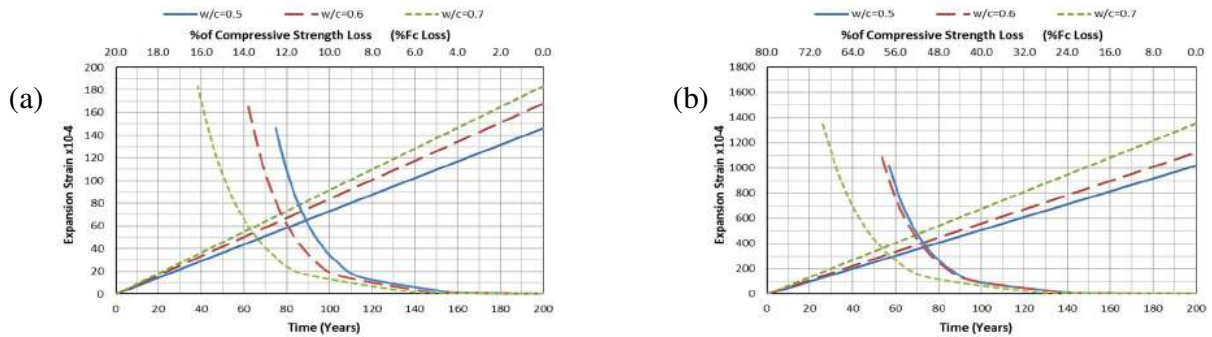 (a)
w/c=0.5 w/c=0.6 w/c=0.7
%of Compressive Strength Loss (%Fc Loss)
20.0 18.0 16.0 14.0 12.0 10.0 8.0 6.0 4.0 2.0 0.0
200
180
160
140
120
100
80
60
40
20
0
Expansion Strain x10-4
0 20 40 60 80 100 120 140 160 180 200
Time (Years)
(b)
w/c=0.5 w/c=0.6 w/c=0.7
%of Compressive Strength Loss (%Fc Loss)
80.0 72.0 64.0 56.0 48.0 40.0 32.0 24.0 16.0 8.0 0.0
1800
1600
1400
1200
1000
800
600
400
200
0
Expansion Strain x10-4
0 20 40 60 80 100 120 140 160 180 200
Time (Years)